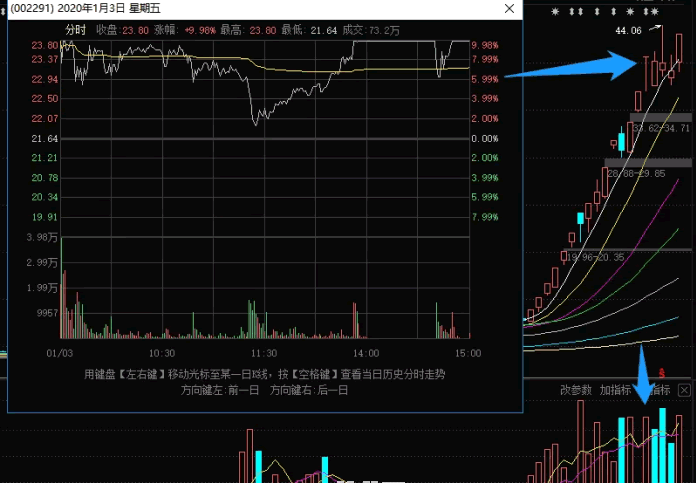 (002291) 2020年1月3日 星期五
分时 收盘:23.80 涨幅: +9.98% 最高: 23.80 最低: 21.64 成交:73.2万
23.80 9.98%
23.37 7.99%
22.94 5.99%
22.50 3.99%
22.07 2.00%
21.64 0.00%
21.21 2.00%
20.78 3.99%
20.34 5.99%
19.91 7.99%
3.98万
2.99万
1.99万
9957
01/03 10:30 11:30 14:00 15:00
用键盘【左右键】移动光标至某一日K线，按【空格键】查看当日历史分时走势
方向键左:前一日 方向键右:后一日
44.06
33.62-34.71
28.88-29.85
19.96-20.35
改参数 加指标 指标